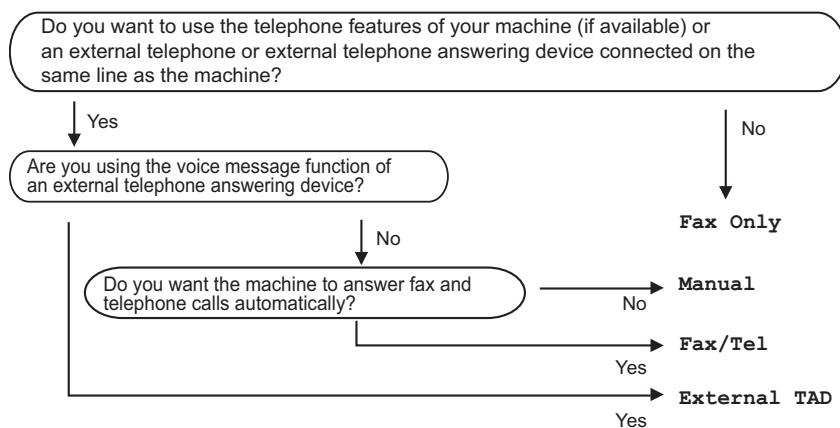 Do you want to use the telephone features of your machine (if available) or
an external telephone or external telephone answering device connected on the
same line as the machine?
Yes
No
Are you using the voice message function of
an external telephone answering device?
Fax Only
No
Do you want the machine to answer fax and
telephone calls automatically?
Manual
No
Fax/Tel
Yes
External TAD
Yes